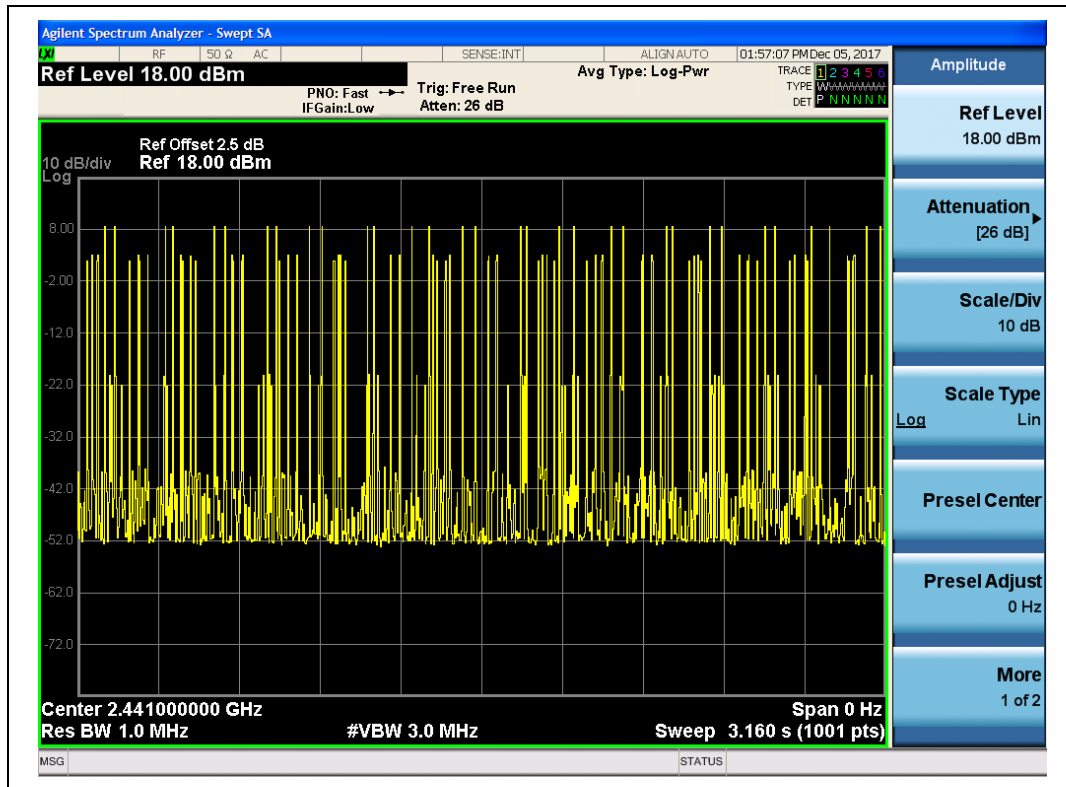 Agilent Spectrum Analyzer - Swept SA
LXI RF 50 Ω AC SENSE:INT ALIGNAUTO 01:57:07 PM Dec 05, 2017
Ref Level 18.00 dBm
PNO: Fast
IFGain:Low
Trig: Free Run
Atten: 26 dB
Avg Type: Log-Pwr
TRACE 1 2 3 4 5 6
TYPE
DET P N N N N N
Ref Offset 2.5 dB
10 dB/div Ref 18.00 dBm
Log
8.00
-2.00
-12.0
-22.0
-32.0
-42.0
-52.0
-62.0
-72.0
Center 2.441000000 GHz Span 0 Hz
Res BW 1.0 MHz #VBW 3.0 MHz Sweep 3.160 s (1001 pts)
MSG STATUS
Amplitude
Ref Level
18.00 dBm
Attenuation
[26 dB]
Scale/Div
10 dB
Scale Type
Log Lin
Presel Center
Presel Adjust
0 Hz
More
1 of 2